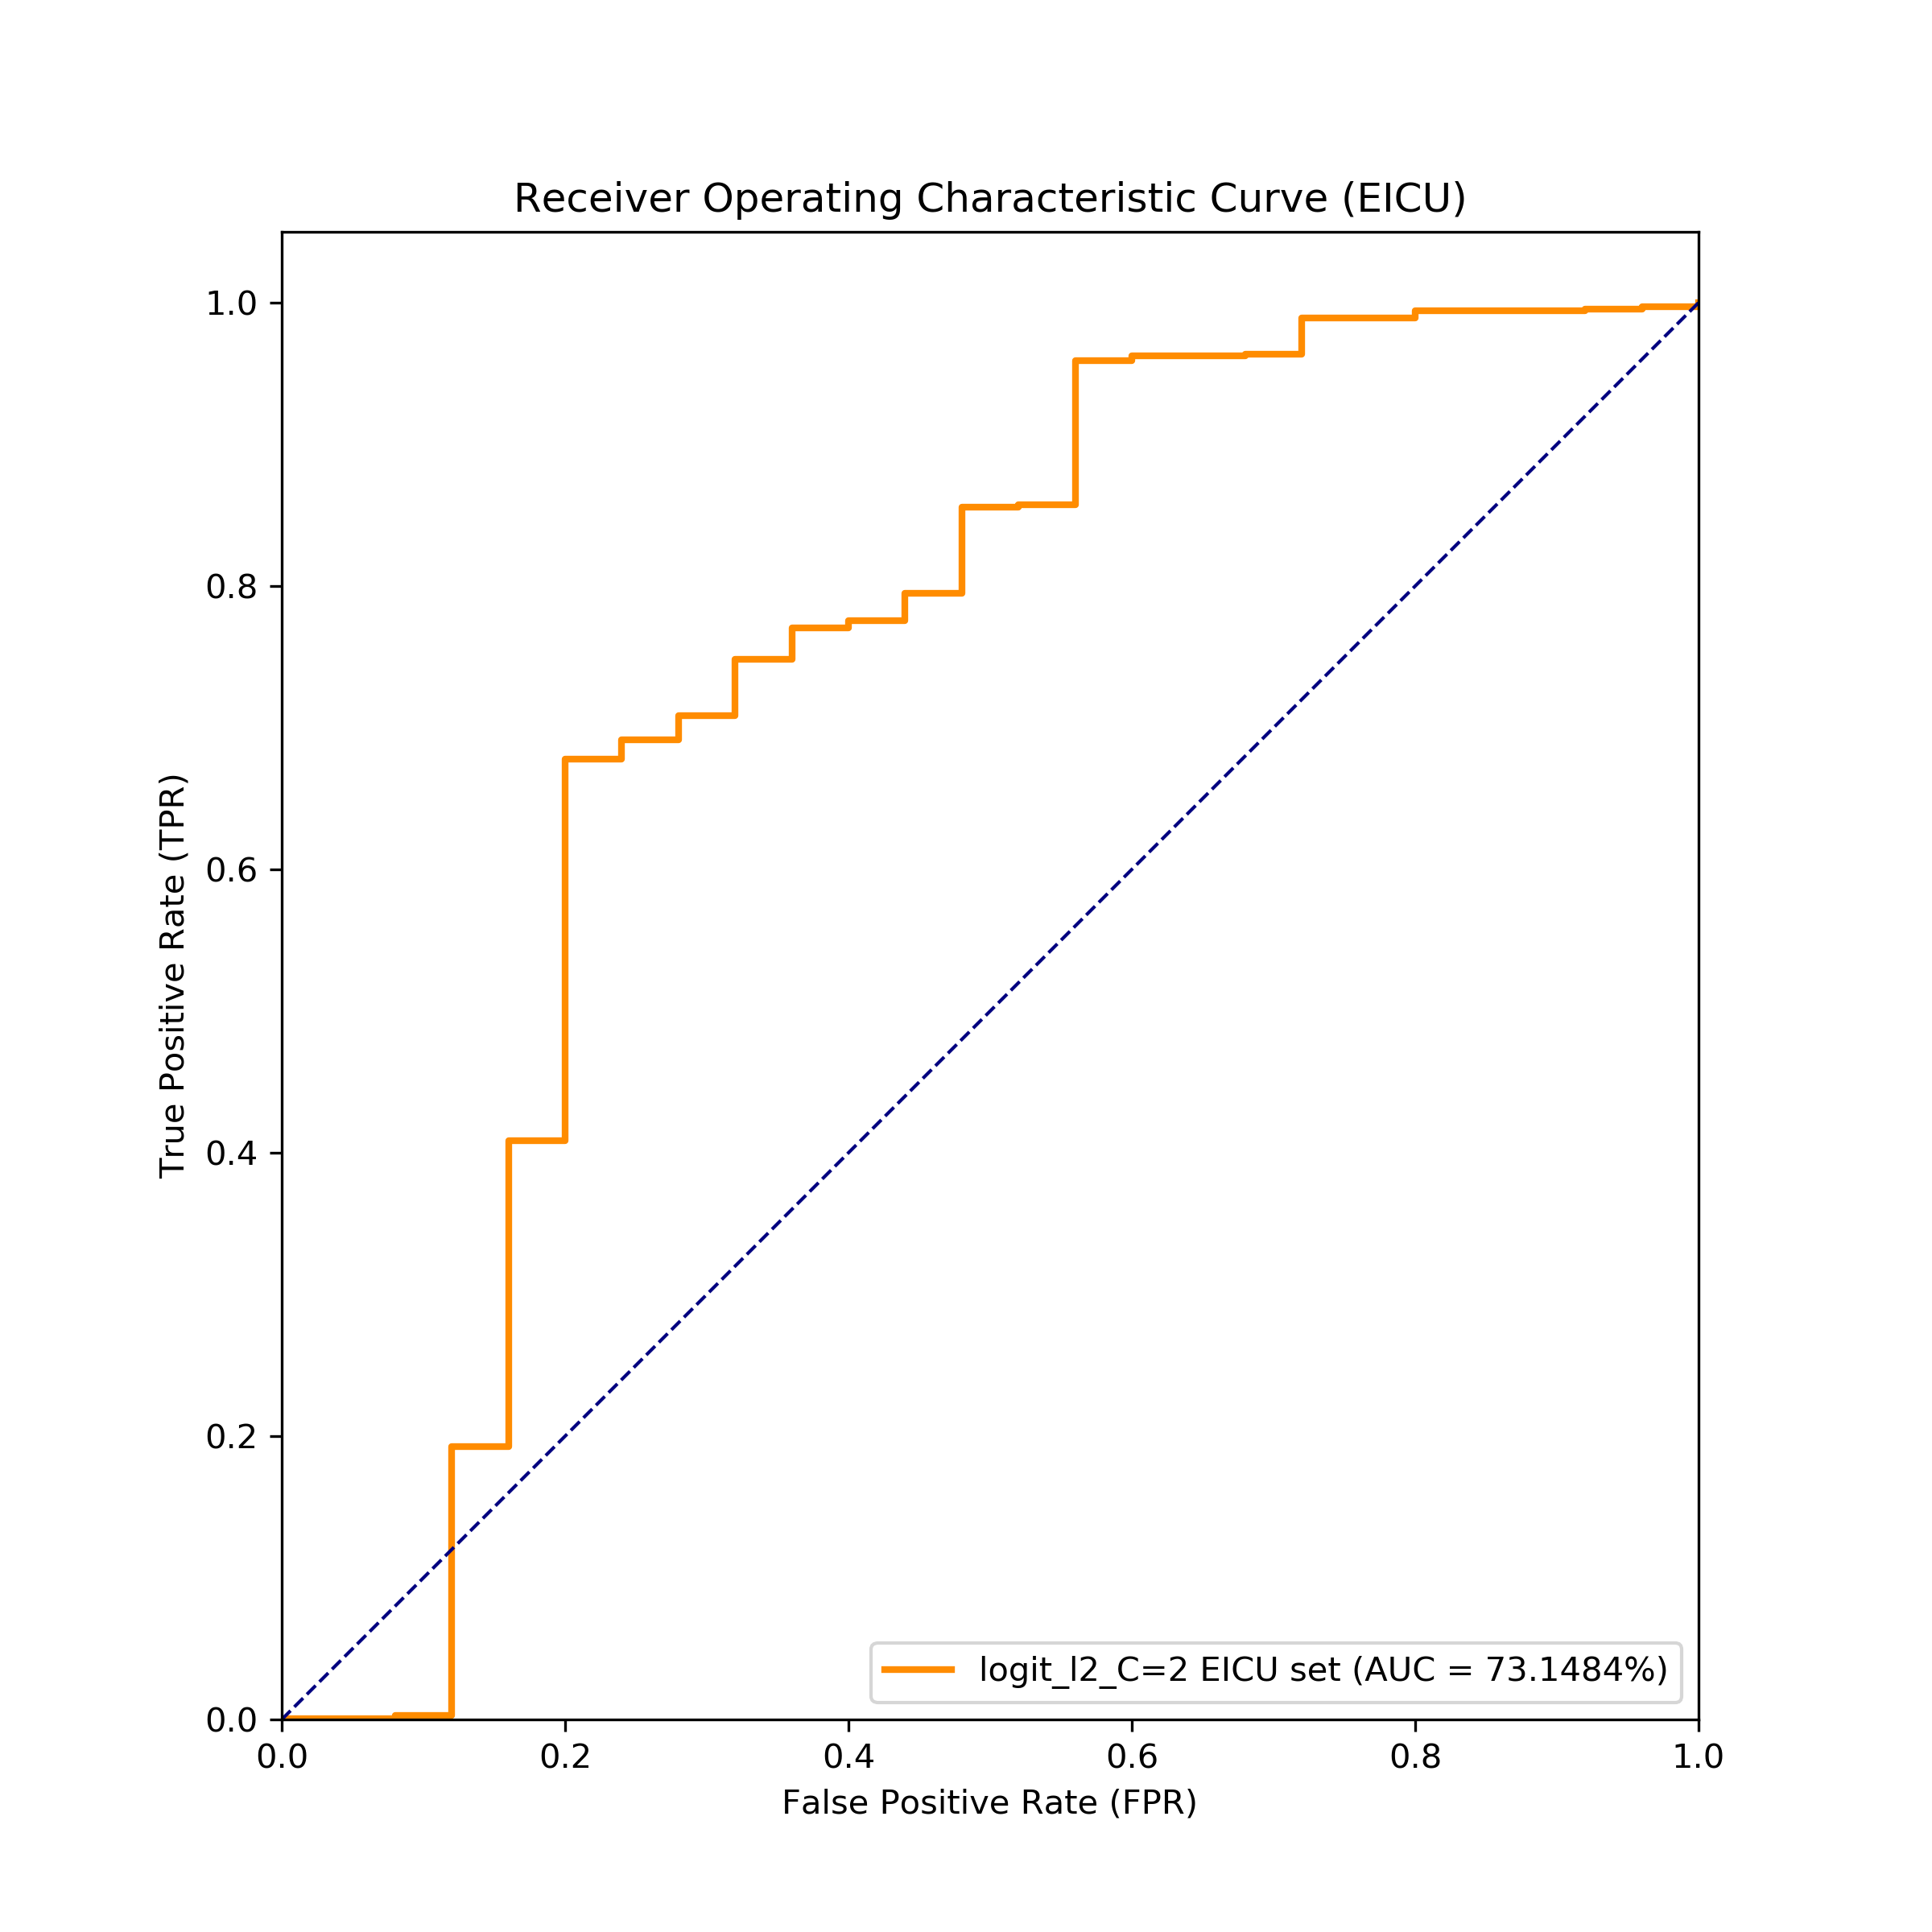 Receiver Operating Characteristic Curve (EICU)
True Positive Rate (TPR)
1.0
0.8
0.6
0.4
0.2
0.0
0.0 0.2 0.4 0.6 0.8 1.0
False Positive Rate (FPR)
logit_l2_C=2 EICU set (AUC = 73.1484%)